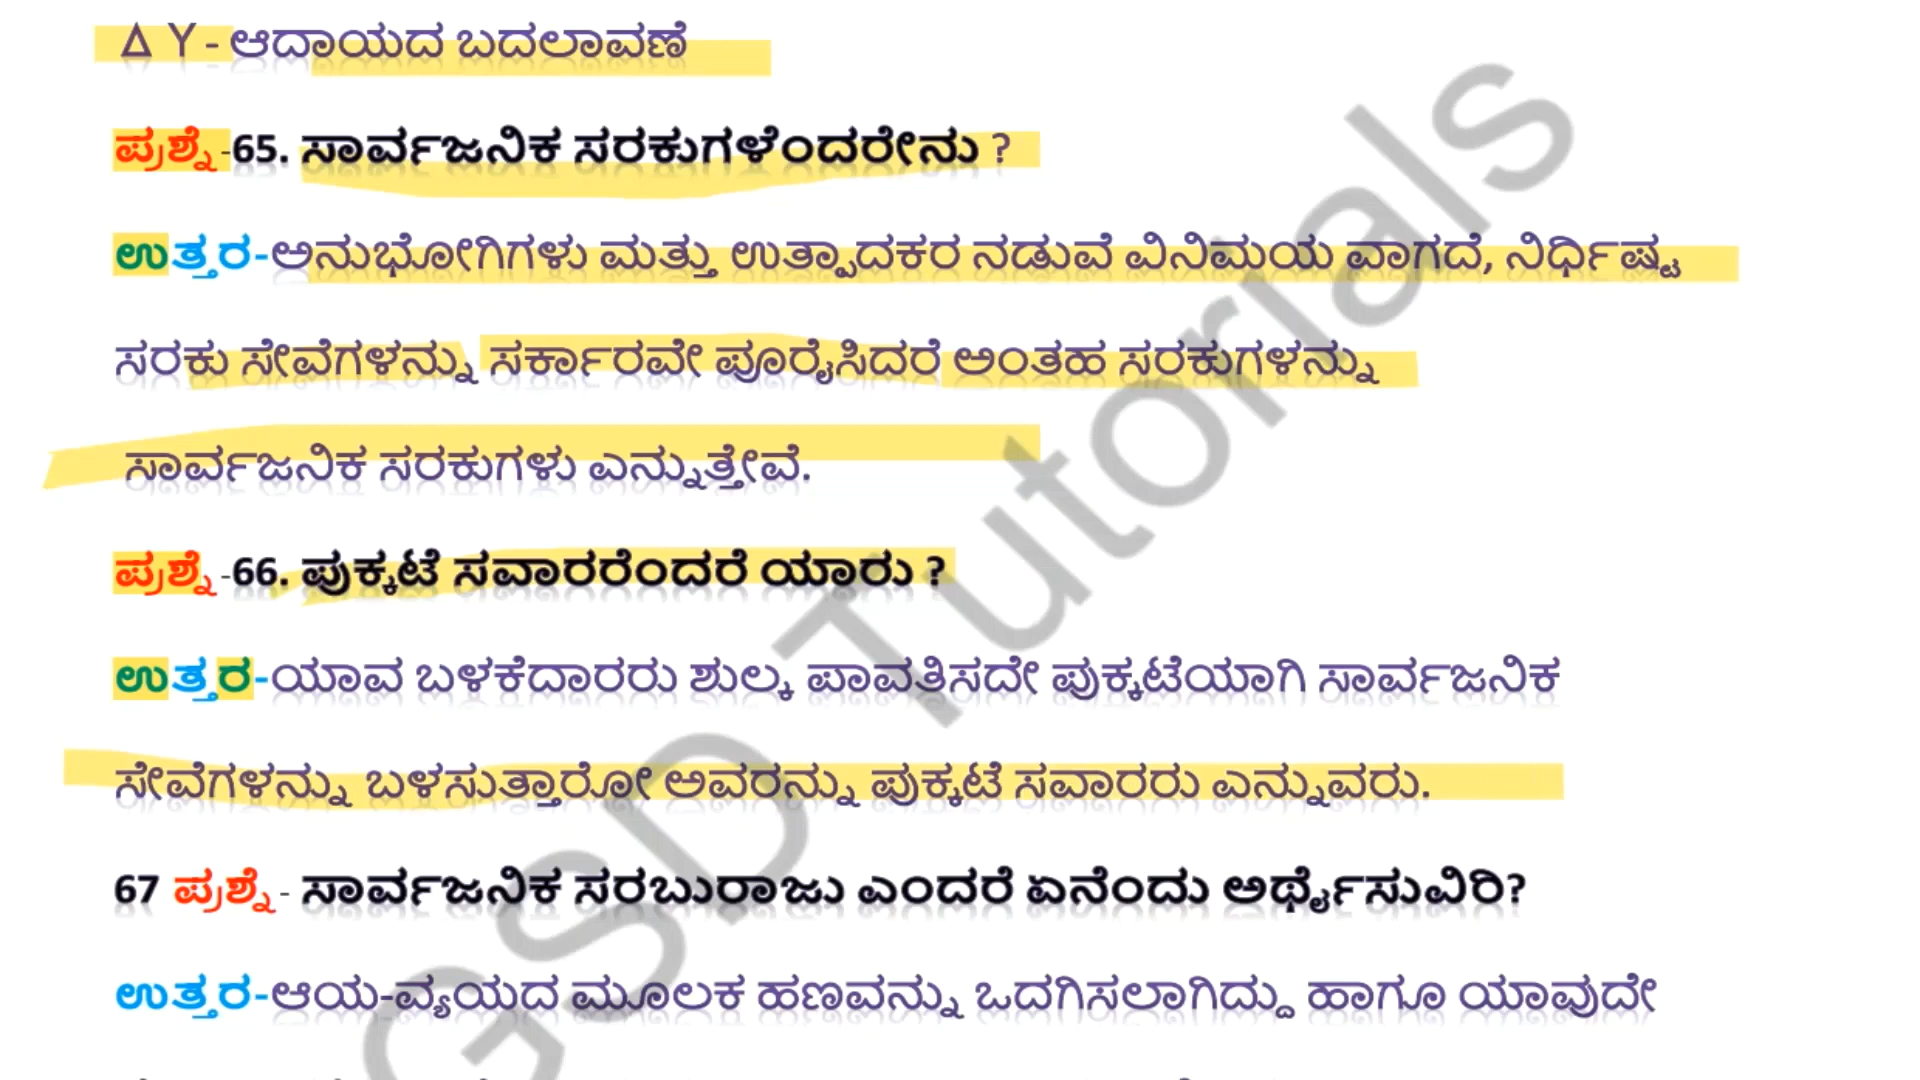 Δ Y - ಆದಾಯದ ಬದಲಾವಣೆ
ಪ್ರಶ್ನೆ -65. ಸಾರ್ವಜನಿಕ ಸರಕುಗಳೆಂದರೇನು ?
ಉತ್ತರ-ಅನುಭೋಗಿಗಳು ಮತ್ತು ಉತ್ಪಾದಕರ ನಡುವೆ ವಿನಿಮಯ ವಾಗದೆ, ನಿರ್ಧಿಷ್ಟ
ಸರಕು ಸೇವೆಗಳನ್ನು ಸರ್ಕಾರವೇ ಪೂರೈಸಿದರೆ ಅಂತಹ ಸರಕುಗಳನ್ನು
ಸಾರ್ವಜನಿಕ ಸರಕುಗಳು ಎನ್ನುತ್ತೇವೆ.
ಪ್ರಶ್ನೆ -66. ಪುಕ್ಕಟೆ ಸವಾರರೆಂದರೆ ಯಾರು ?
ಉತ್ತರ-ಯಾವ ಬಳಕೆದಾರರು ಶುಲ್ಕ ಪಾವತಿಸದೇ ಪುಕ್ಕಟೆಯಾಗಿ ಸಾರ್ವಜನಿಕ
ಸೇವೆಗಳನ್ನು ಬಳಸುತ್ತಾರೋ ಅವರನ್ನು ಪುಕ್ಕಟೆ ಸವಾರರು ಎನ್ನುವರು.
67 ಪ್ರಶ್ನೆ - ಸಾರ್ವಜನಿಕ ಸರಬುರಾಜು ಎಂದರೆ ಏನೆಂದು ಅರ್ಥೈಸುವಿರಿ?
ಉತ್ತರ-ಆಯ-ವ್ಯಯದ ಮೂಲಕ ಹಣವನ್ನು ಒದಗಿಸಲಾಗಿದ್ದು ಹಾಗೂ ಯಾವುದೇ
GSD Tutorials